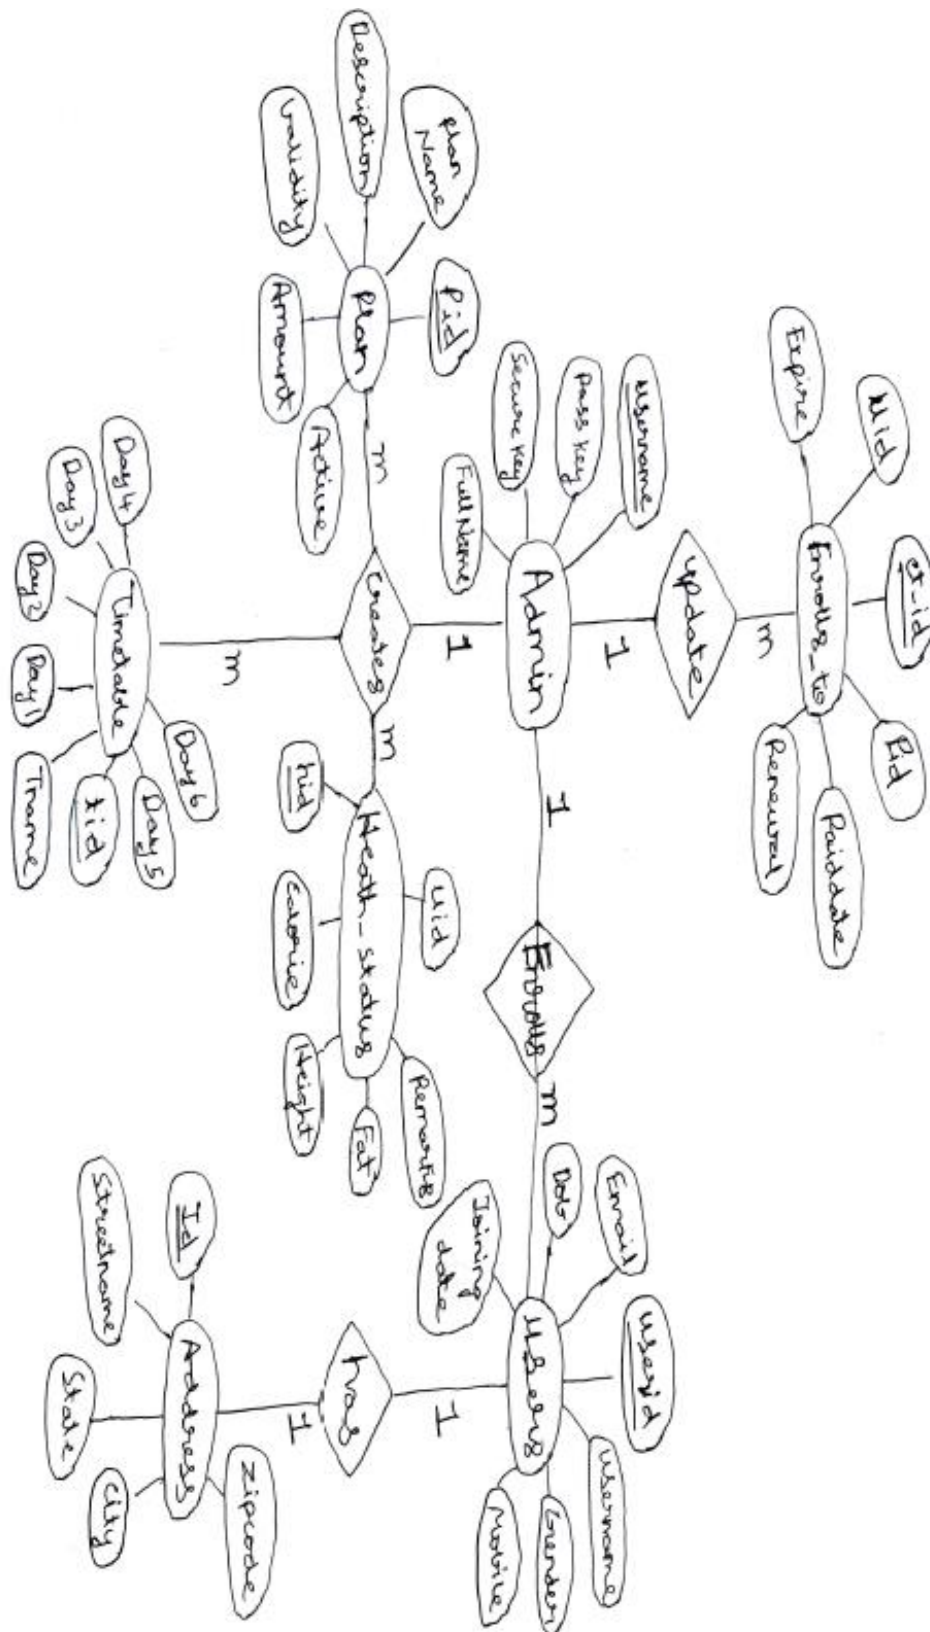 Expire
Uid
et-id
Pid
Paiddate
Renewal
Enrolls_to
m
update
1
Username
Pass key
Secure key
Full Name
Admin
1
1
Enrolls
m
Email
Dob
Joining
date
userid
username
Gender
Mobile
Users
1
has
1
Plan
Name
Description
Validity
Pid
Plan
Amount
Active
m
Creates
m
m
hid
Uid
Calorie
Height
Fat
Remarks
Heath_status
Day4
Day3
Day2
Day1
Tname
tid
Day5
Day6
Timetable
Id
Streetname
State
City
Zipcode
Address